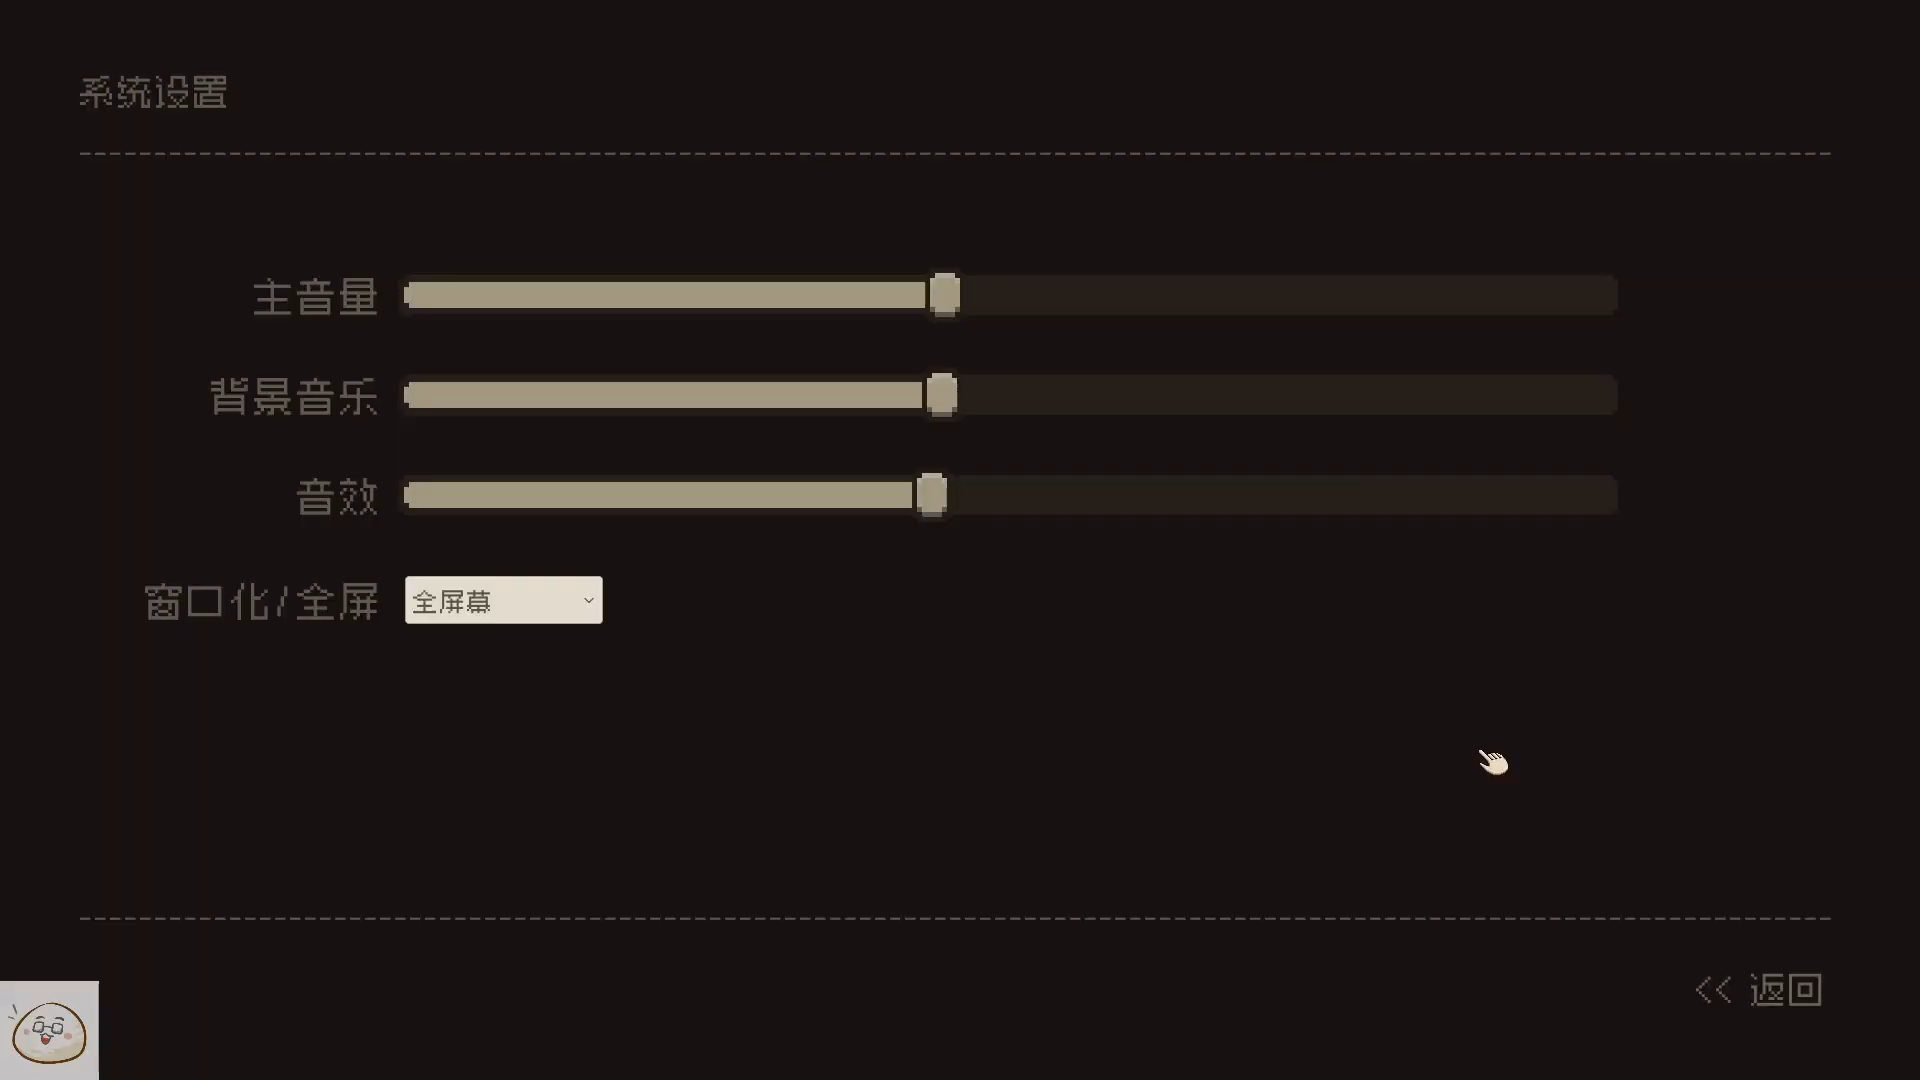 系统设置
主音量
背景音乐
音效
窗口化/全屏 全屏幕
<< 返回